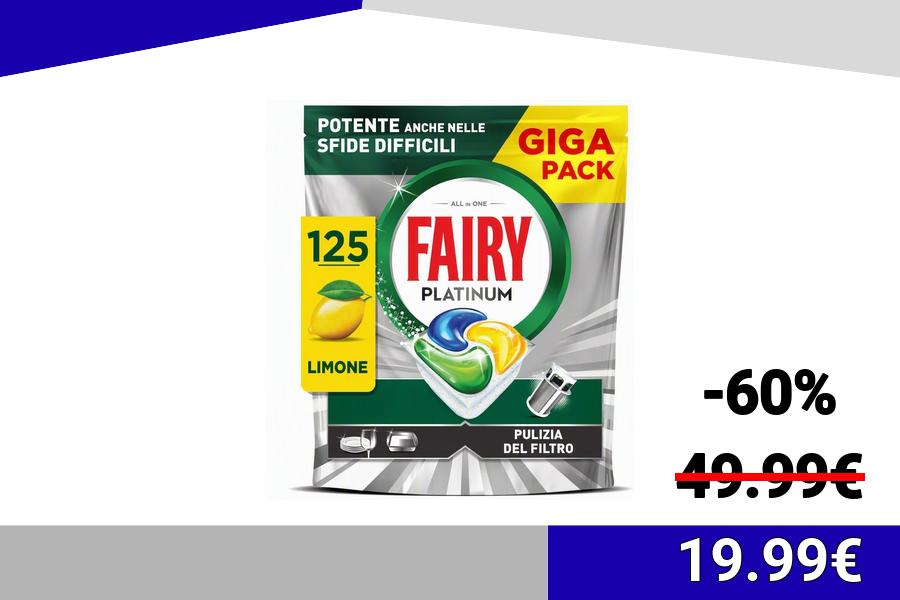 POTENTE ANCHE NELLE
SFIDE DIFFICILI
GIGA
PACK
ALL IN ONE
FAIRY
PLATINUM
125
LIMONE
PULIZIA
DEL FILTRO
-60%
49.99€
19.99€